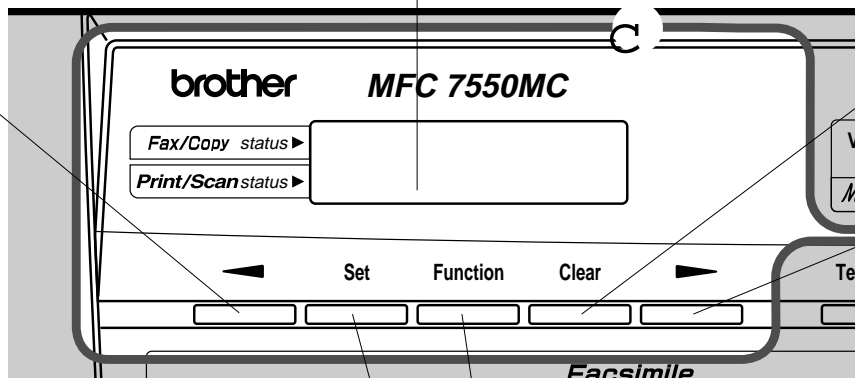 C
brother MFC 7550MC
Fax/Copy status ▶
Print/Scan status ▶
◀ Set Function Clear ▶
Facsimile